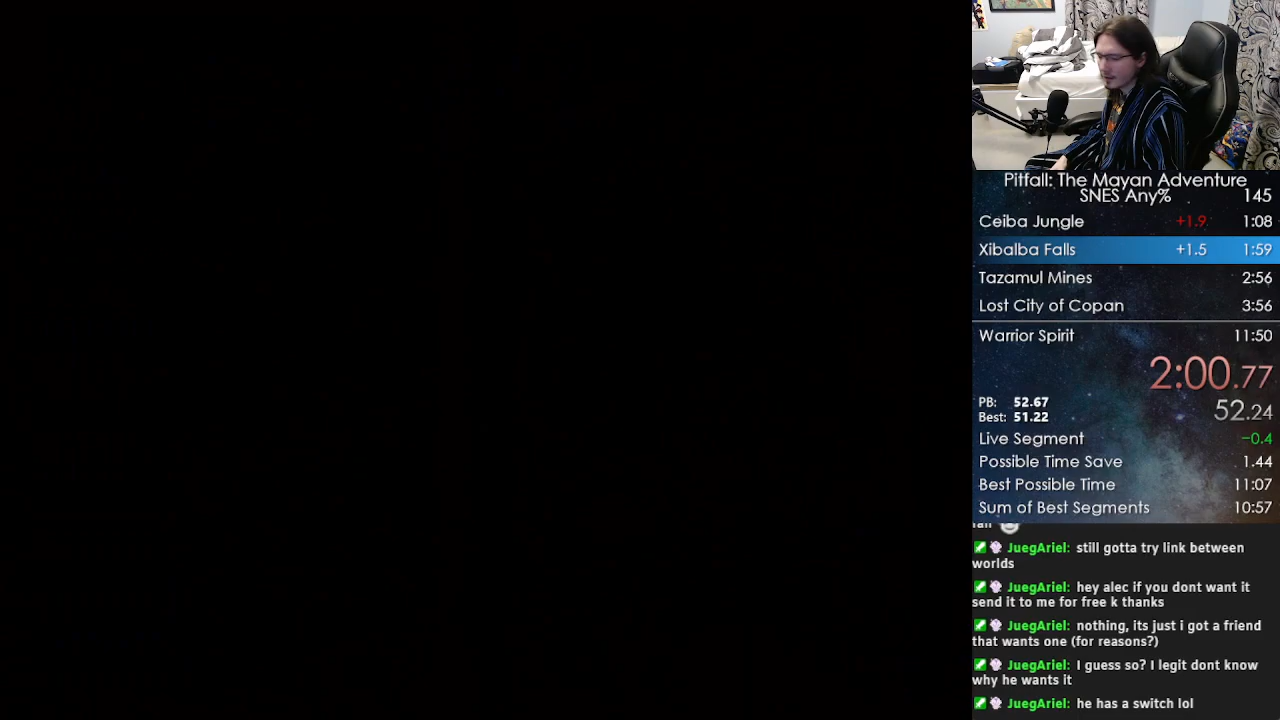 Pitfall: The Mayan Adventure
SNES Any% 145
Ceiba Jungle +1.9 1:08
Xibalba Falls +1.5 1:59
Tazamul Mines 2:56
Lost City of Copan 3:56
Warrior Spirit 11:50
2:00.77
PB: 52.67
52.24
Best: 51.22
Live Segment −0.4
Possible Time Save 1.44
Best Possible Time 11:07
Sum of Best Segments 10:57
JuegAriel: still gotta try link between
worlds
JuegAriel: hey alec if you dont want it
send it to me for free k thanks
JuegAriel: nothing, its just i got a friend
that wants one (for reasons?)
JuegAriel: I guess so? I legit dont know
why he wants it
JuegAriel: he has a switch lol